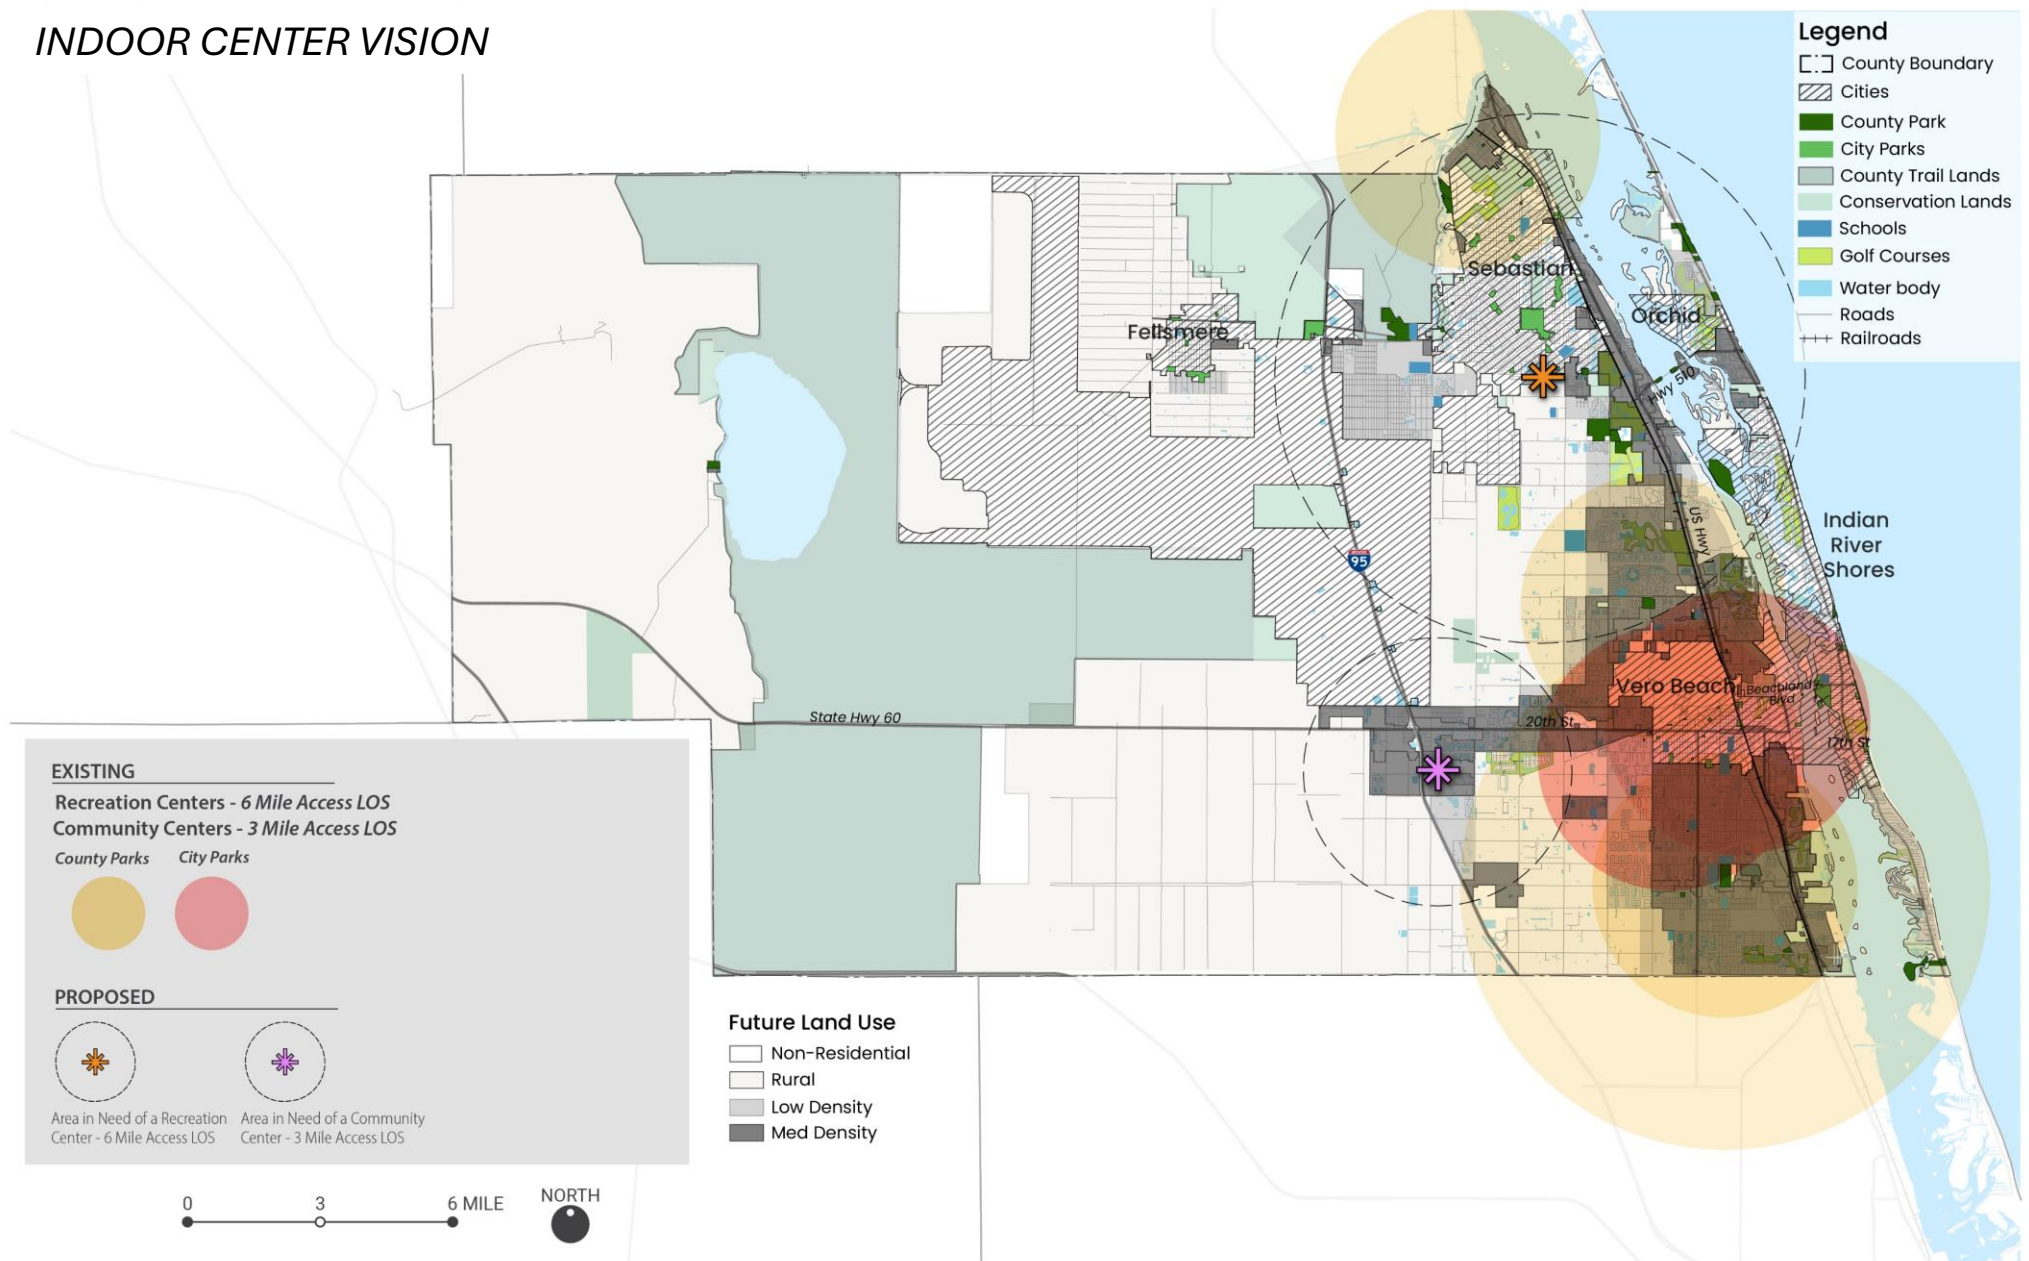 INDOOR CENTER VISION
Legend
County Boundary
Cities
County Park
City Parks
County Trail Lands
Conservation Lands
Schools
Golf Courses
Water body
Roads
Railroads
Sebastian
Fellsmere
Orchid
Hwy 510
Indian
River
Shores
US Hwy 1
95
Vero Beach
Beachland
Blvd
State Hwy 60
20th St
17th St
EXISTING
Recreation Centers - 6 Mile Access LOS
Community Centers - 3 Mile Access LOS
County Parks City Parks
PROPOSED
Area in Need of a Recreation
Center - 6 Mile Access LOS
Area in Need of a Community
Center - 3 Mile Access LOS
Future Land Use
Non-Residential
Rural
Low Density
Med Density
0 3 6 MILE
NORTH